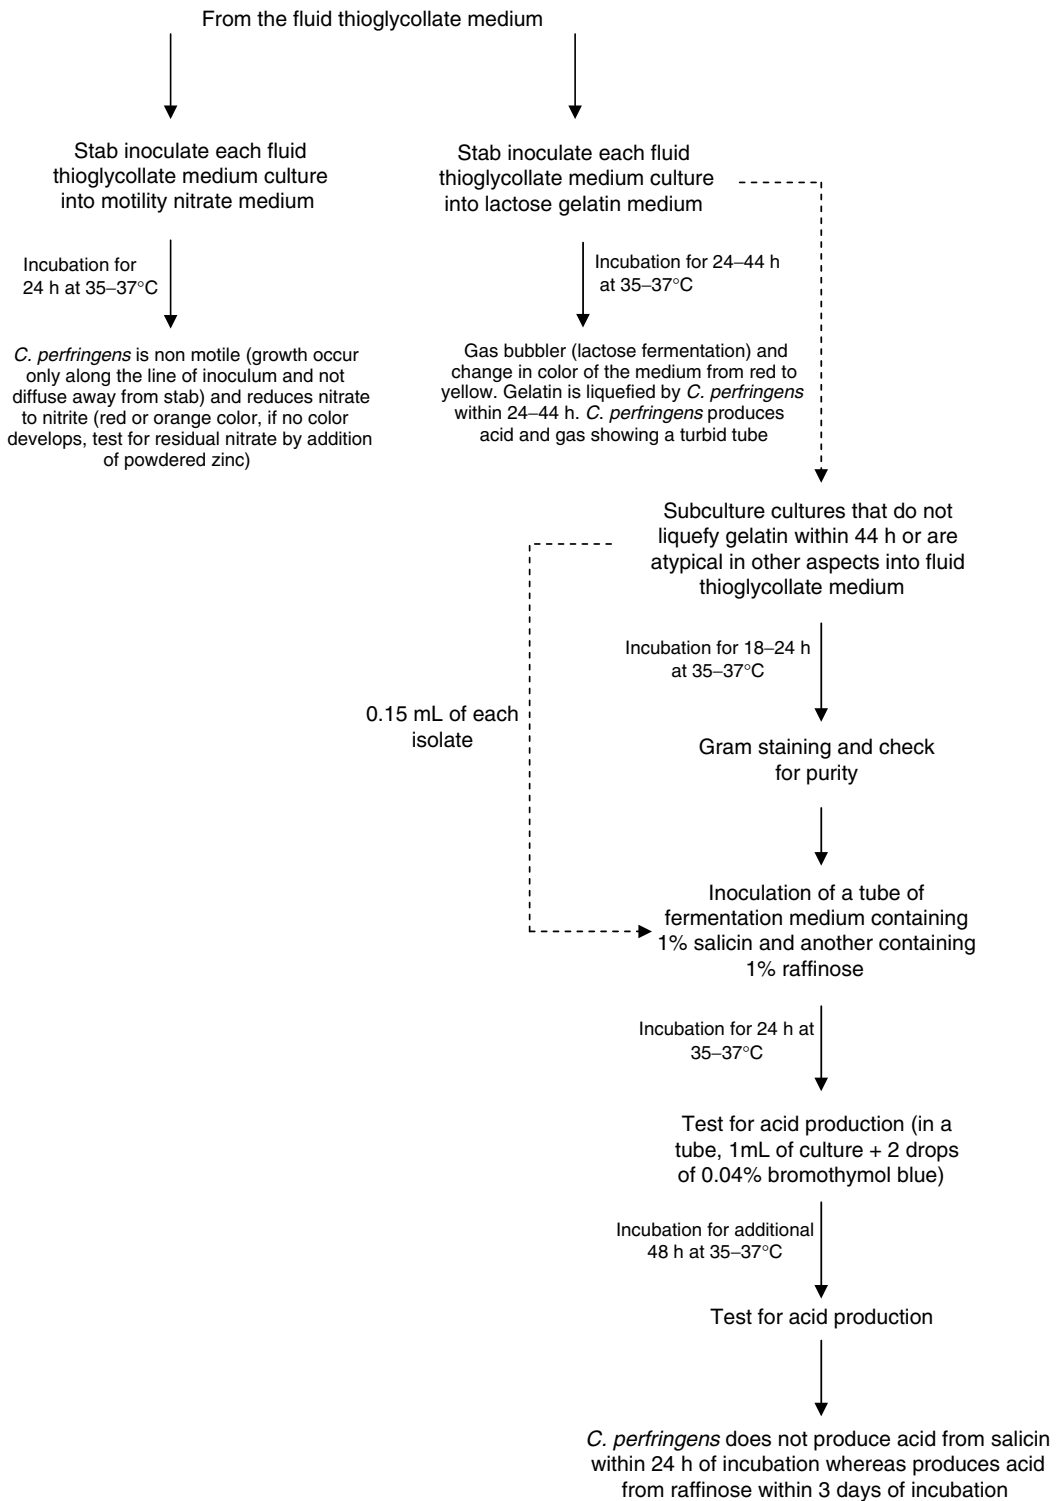 From the fluid thioglycollate medium
Stab inoculate each fluid
thioglycollate medium culture
into motility nitrate medium
Stab inoculate each fluid
thioglycollate medium culture
into lactose gelatin medium
Incubation for
24 h at 35–37°C
Incubation for 24–44 h
at 35–37°C
C. perfringens is non motile (growth occur
only along the line of inoculum and not
diffuse away from stab) and reduces nitrate
to nitrite (red or orange color, if no color
develops, test for residual nitrate by addition
of powdered zinc)
Gas bubbler (lactose fermentation) and
change in color of the medium from red to
yellow. Gelatin is liquefied by C. perfringens
within 24–44 h. C. perfringens produces
acid and gas showing a turbid tube
Subculture cultures that do not
liquefy gelatin within 44 h or are
atypical in other aspects into fluid
thioglycollate medium
Incubation for 18–24 h
at 35–37°C
0.15 mL of each
isolate
Gram staining and check
for purity
Inoculation of a tube of
fermentation medium containing
1% salicin and another containing
1% raffinose
Incubation for 24 h at
35–37°C
Test for acid production (in a
tube, 1mL of culture + 2 drops
of 0.04% bromothymol blue)
Incubation for additional
48 h at 35–37°C
Test for acid production
C. perfringens does not produce acid from salicin
within 24 h of incubation whereas produces acid
from raffinose within 3 days of incubation